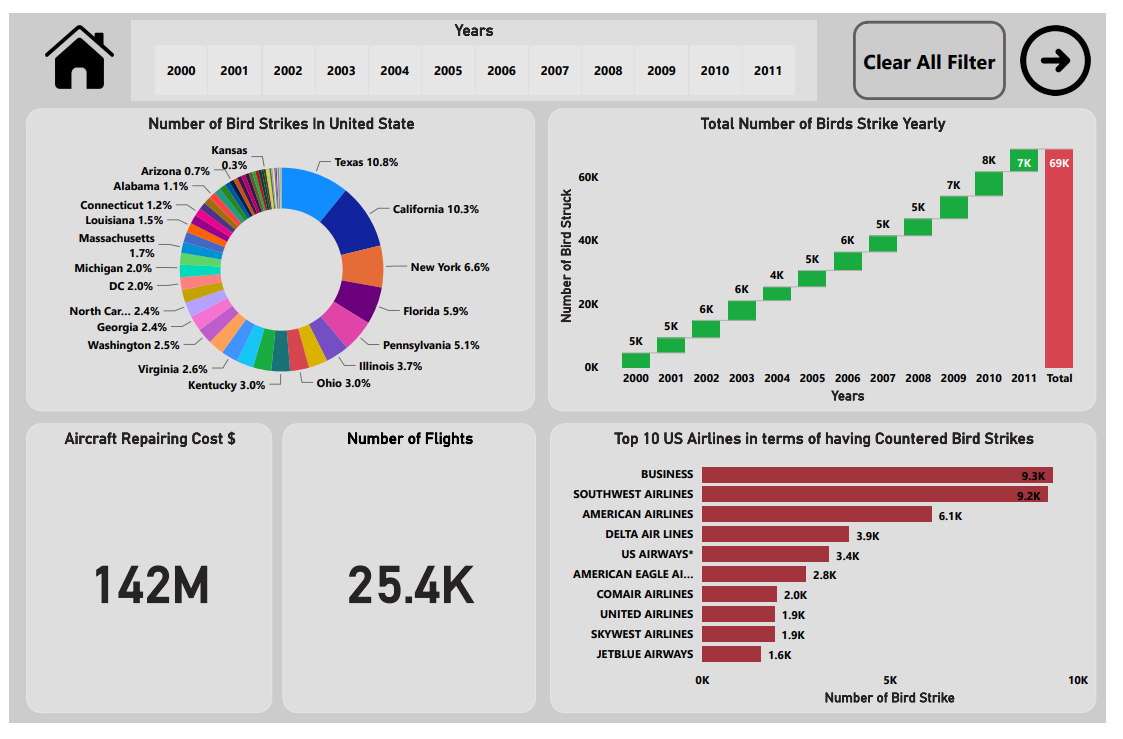 Years
2000 2001 2002 2003 2004 2005 2006 2007 2008 2009 2010 2011
Clear All Filter
Number of Bird Strikes In United State
Kansas
0.3%
Texas 10.8%
Arizona 0.7%
Alabama 1.1%
California 10.3%
Connecticut 1.2%
Louisiana 1.5%
Massachusetts
1.7%
Michigan 2.0%
New York 6.6%
DC 2.0%
North Car... 2.4%
Florida 5.9%
Georgia 2.4%
Washington 2.5%
Pennsylvania 5.1%
Virginia 2.6%
Illinois 3.7%
Kentucky 3.0%
Ohio 3.0%
Total Number of Birds Strike Yearly
Number of Bird Struck
60K
40K
20K
0K
5K 5K 6K 6K 4K 5K 6K 5K 5K 7K 8K 7K 69K
2000 2001 2002 2003 2004 2005 2006 2007 2008 2009 2010 2011 Total
Years
Aircraft Repairing Cost $
142M
Number of Flights
25.4K
Top 10 US Airlines in terms of having Countered Bird Strikes
BUSINESS 9.3K
SOUTHWEST AIRLINES 9.2K
AMERICAN AIRLINES 6.1K
DELTA AIR LINES 3.9K
US AIRWAYS* 3.4K
AMERICAN EAGLE AI... 2.8K
COMAIR AIRLINES 2.0K
UNITED AIRLINES 1.9K
SKYWEST AIRLINES 1.9K
JETBLUE AIRWAYS 1.6K
0K 5K 10K
Number of Bird Strike